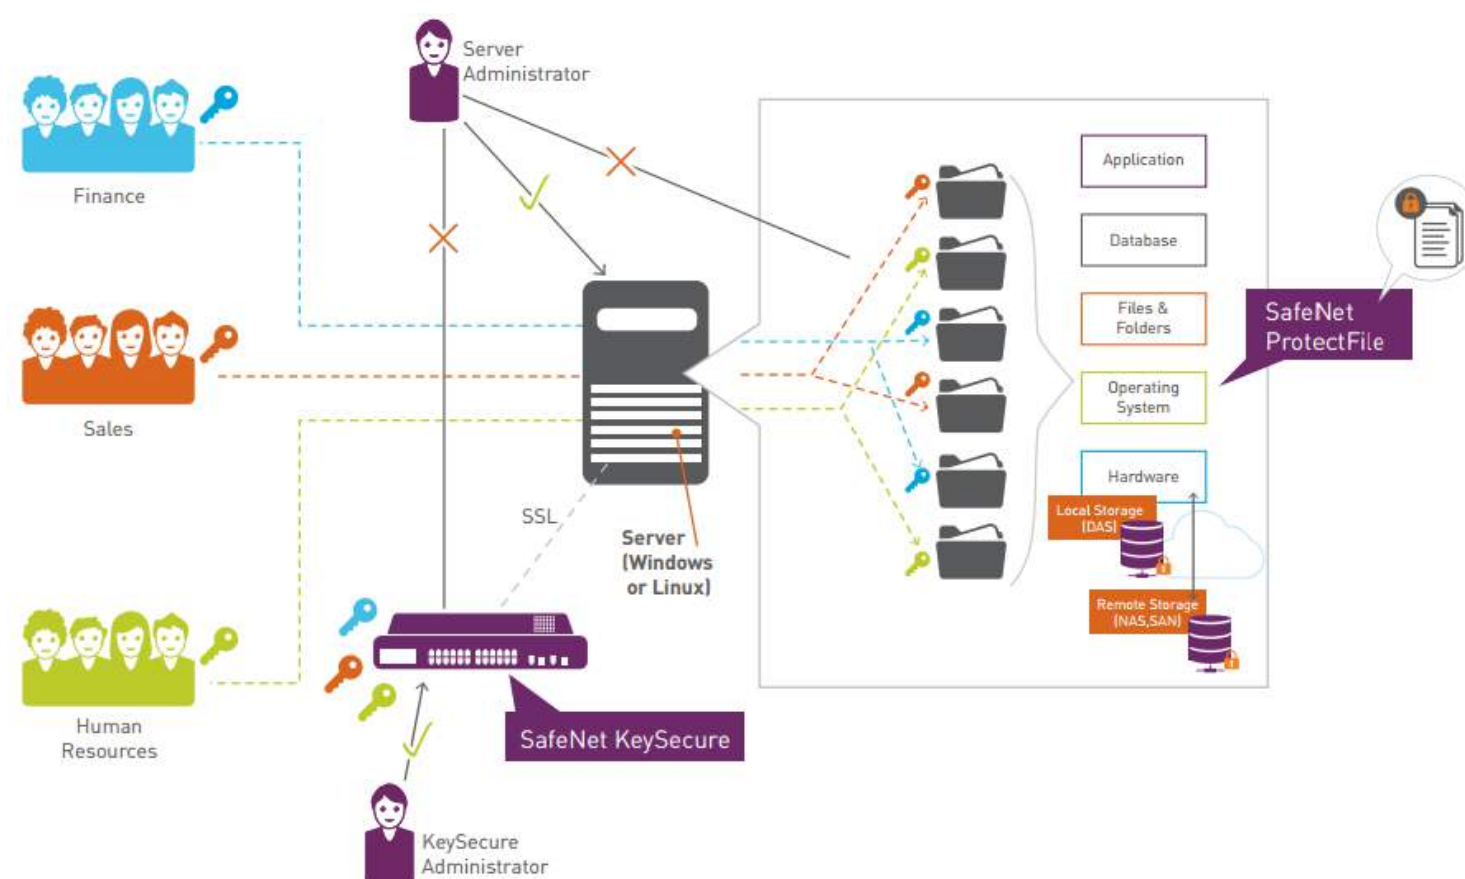 Server
Administrator
Finance
Sales
Human
Resources
SSL
Server
(Windows
or Linux)
SafeNet KeySecure
KeySecure
Administrator
Application
Database
Files &
Folders
Operating
System
Hardware
Local Storage
(DAS)
Remote Storage
(NAS,SAN)
SafeNet
ProtectFile